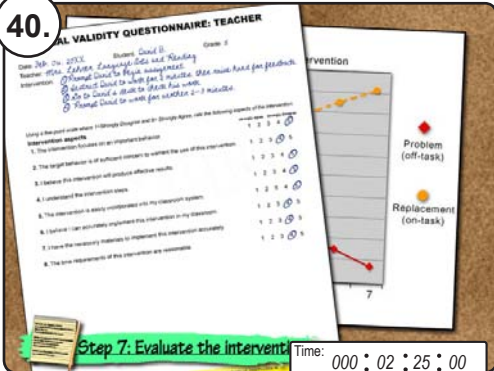 40.
AL VALIDITY QUESTIONNAIRE: TEACHER
Date: Feb. 04, 20XX Student: David B. Grade: 5
Teacher: Mrs. Lehrer Language Arts and Reading
Intervention: ① Prompt David to begin assignment.
② Instruct David to work for 2 minutes, then raise hand for feedback.
③ Go to David's desk to check his work.
④ Prompt David to work for another 2-3 minutes.
Using a five-point scale where 1=Strongly Disagree and 5= Strongly Agree, rate the following aspects of the intervention
Intervention aspects
1. The intervention focuses on an important behavior. 1 2 3 4 5
2. The target behavior is of sufficient concern to warrant the use of this intervention. 1 2 3 4 5
3. I believe this intervention will produce effective results. 1 2 3 4 5
4. I understand the intervention steps. 1 2 3 4 5
5. The intervention is easily incorporated into my classroom system. 1 2 3 4 5
6. I believe I can accurately implement this intervention in my classroom. 1 2 3 4 5
7. I have the necessary materials to implement this intervention accurately. 1 2 3 4 5
8. The time requirements of this intervention are reasonable. 1 2 3 4 5
ervention
Problem
(off-task)
Replacement
(on-task)
7
Step 7: Evaluate the interventi
Time: 000 : 02 : 25 : 00